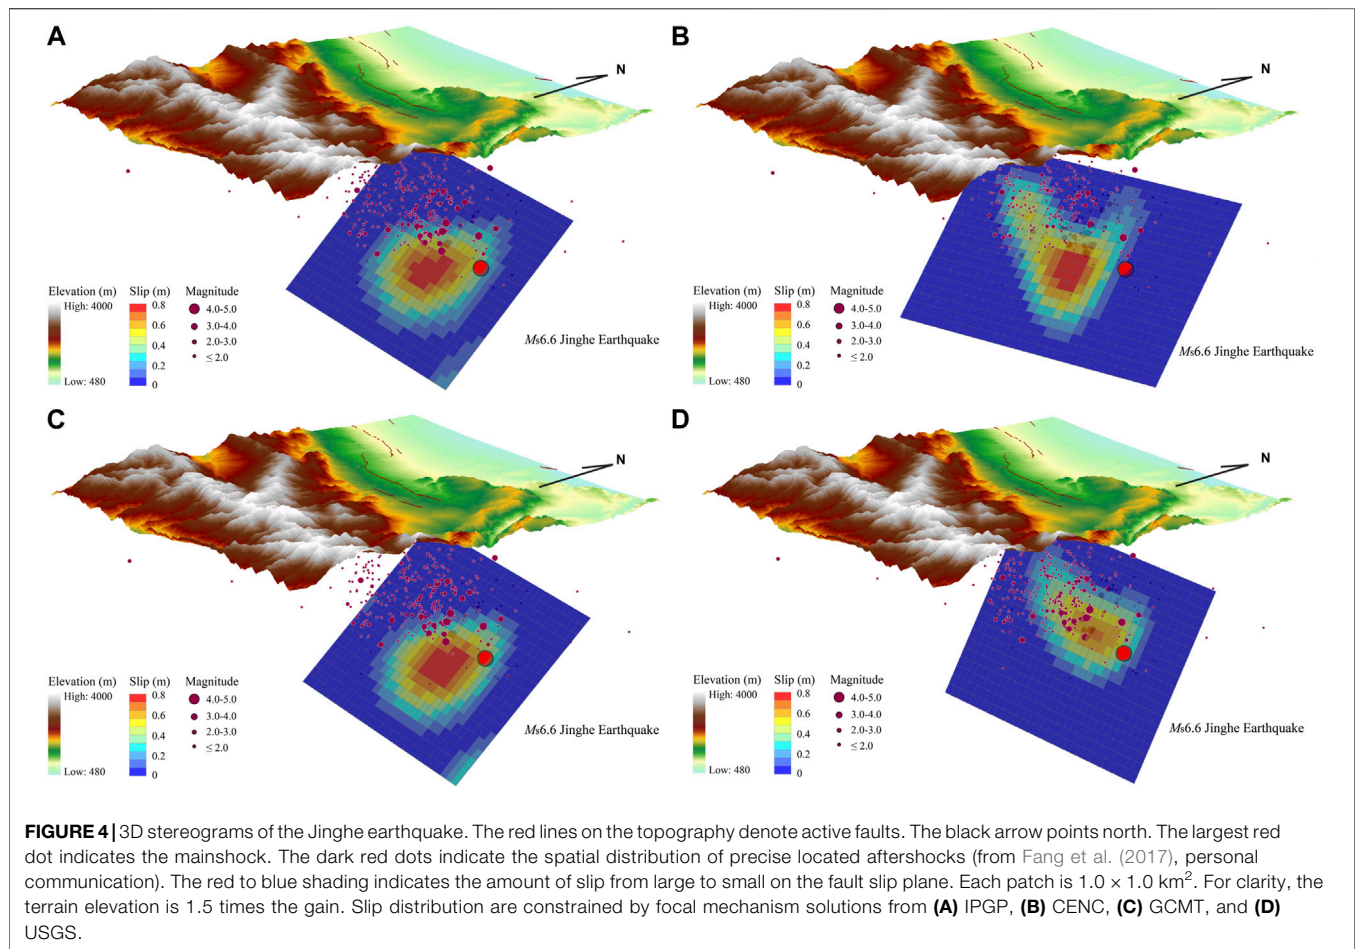 A
N
Elevation (m)
High: 4000
Low: 480
Slip (m)
0.8
0.6
0.4
0.2
0
Magnitude
4.0-5.0
3.0-4.0
2.0-3.0
≤ 2.0
Ms6.6 Jinghe Earthquake
B
N
Elevation (m)
High: 4000
Low: 480
Slip (m)
0.8
0.6
0.4
0.2
0
Magnitude
4.0-5.0
3.0-4.0
2.0-3.0
≤ 2.0
Ms6.6 Jinghe Earthquake
C
N
Elevation (m)
High: 4000
Low: 480
Slip (m)
0.8
0.6
0.4
0.2
0
Magnitude
4.0-5.0
3.0-4.0
2.0-3.0
≤ 2.0
Ms6.6 Jinghe Earthquake
D
N
Elevation (m)
High: 4000
Low: 480
Slip (m)
0.8
0.6
0.4
0.2
0
Magnitude
4.0-5.0
3.0-4.0
2.0-3.0
≤ 2.0
Ms6.6 Jinghe Earthquake
FIGURE 4 | 3D stereograms of the Jinghe earthquake. The red lines on the topography denote active faults. The black arrow points north. The largest red
dot indicates the mainshock. The dark red dots indicate the spatial distribution of precise located aftershocks (from Fang et al. (2017), personal
communication). The red to blue shading indicates the amount of slip from large to small on the fault slip plane. Each patch is 1.0 × 1.0 km². For clarity, the
terrain elevation is 1.5 times the gain. Slip distribution are constrained by focal mechanism solutions from (A) IPGP, (B) CENC, (C) GCMT, and (D)
USGS.